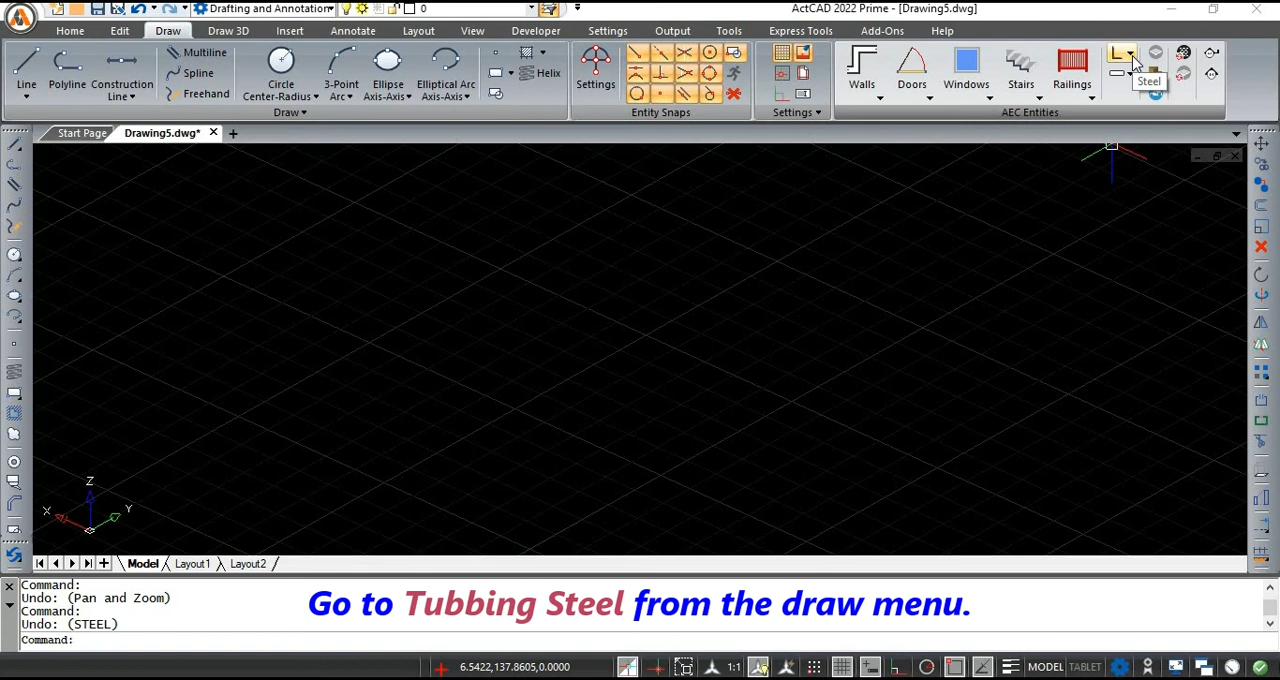 Drafting and Annotation
0
ActCAD 2022 Prime - [Drawing5.dwg]
Home Edit Draw Draw 3D Insert Annotate Layout View Developer Settings Output Tools Express Tools Add-Ons Help
Line
Polyline
Construction
Line
Multiline
Spline
Freehand
Circle
Center-Radius
3-Point
Arc
Ellipse
Axis-Axis
Elliptical Arc
Axis-Axis
Helix
Draw
Settings
Entity Snaps
Settings
Walls
Doors
Windows
Stairs
Railings
Steel
AEC Entities
Start Page
Drawing5.dwg*
Z
X
Y
Model
Layout1
Layout2
Command:
Undo: (Pan and Zoom)
Command:
Undo: (STEEL)
Command:
Go to Tubbing Steel from the draw menu.
6.5422,137.8605,0.0000
1:1
MODEL
TABLET